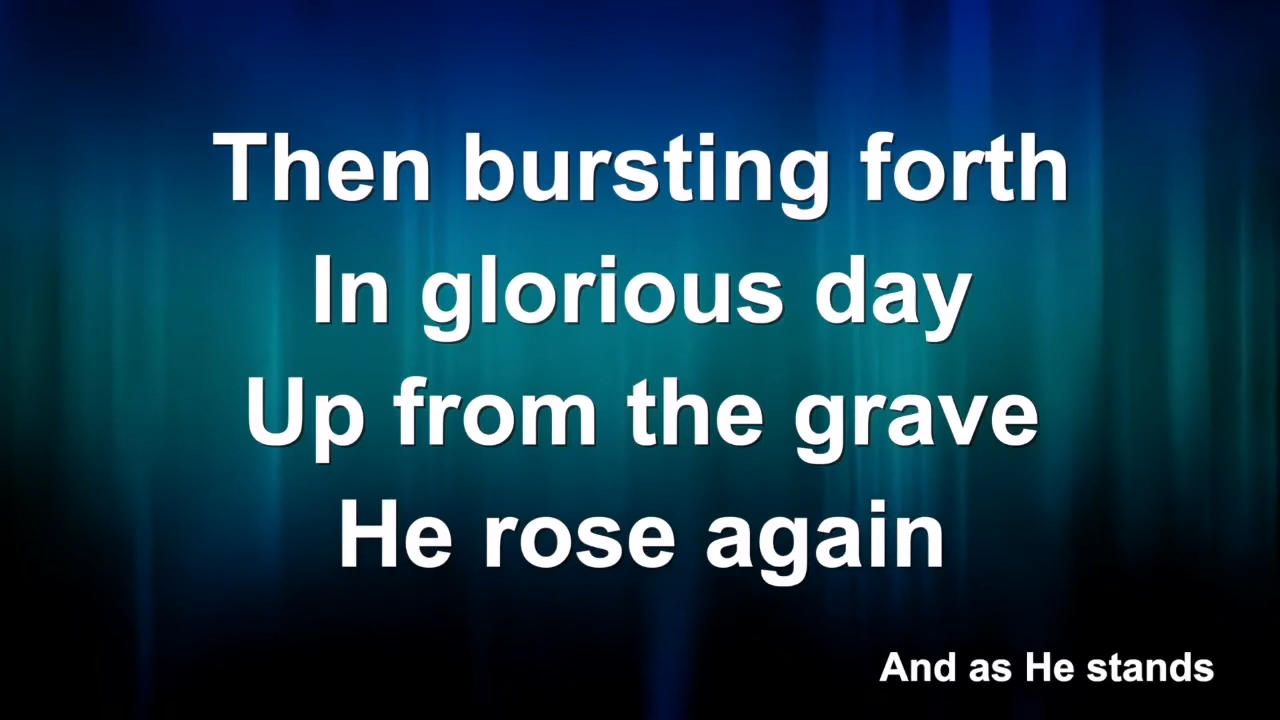 Then bursting forth
In glorious day
Up from the grave
He rose again
And as He stands